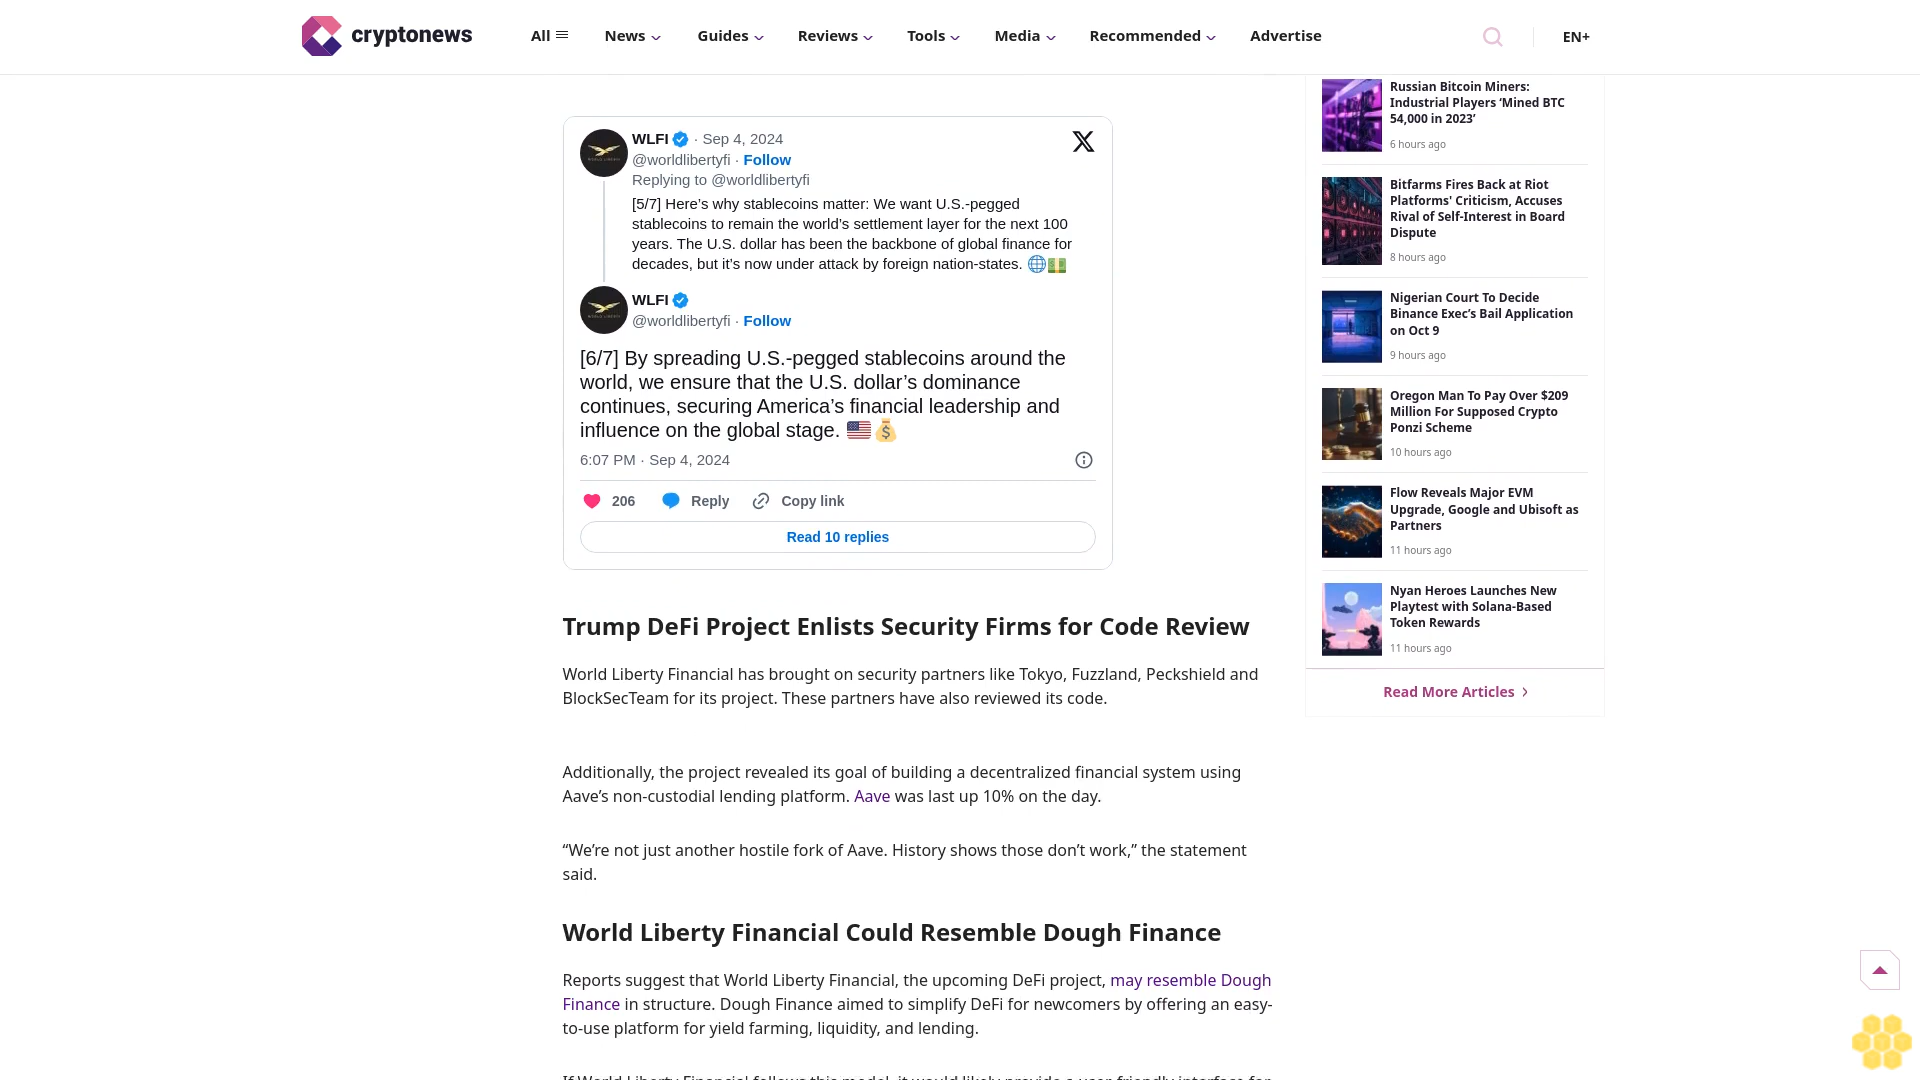 cryptonews
All
News
Guides
Reviews
Tools
Media
Recommended
Advertise
EN+
WLFI · Sep 4, 2024
@worldlibertyfi · Follow
Replying to @worldlibertyfi
[5/7] Here’s why stablecoins matter: We want U.S.-pegged
stablecoins to remain the world’s settlement layer for the next 100
years. The U.S. dollar has been the backbone of global finance for
decades, but it’s now under attack by foreign nation-states. 🌐💵
WLFI
@worldlibertyfi · Follow
[6/7] By spreading U.S.-pegged stablecoins around the
world, we ensure that the U.S. dollar’s dominance
continues, securing America’s financial leadership and
influence on the global stage. 🇺🇸💰
6:07 PM · Sep 4, 2024
206
Reply
Copy link
Read 10 replies
Trump DeFi Project Enlists Security Firms for Code Review
World Liberty Financial has brought on security partners like Tokyo, Fuzzland, Peckshield and
BlockSecTeam for its project. These partners have also reviewed its code.
Additionally, the project revealed its goal of building a decentralized financial system using
Aave’s non-custodial lending platform. Aave was last up 10% on the day.
“We’re not just another hostile fork of Aave. History shows those don’t work,” the statement
said.
World Liberty Financial Could Resemble Dough Finance
Reports suggest that World Liberty Financial, the upcoming DeFi project, may resemble Dough
Finance in structure. Dough Finance aimed to simplify DeFi for newcomers by offering an easy-
to-use platform for yield farming, liquidity, and lending.
If World Liberty Financial follows this model, it would likely provide a user-friendly interface for
Russian Bitcoin Miners:
Industrial Players ‘Mined BTC
54,000 in 2023’
6 hours ago
Bitfarms Fires Back at Riot
Platforms' Criticism, Accuses
Rival of Self-Interest in Board
Dispute
8 hours ago
Nigerian Court To Decide
Binance Exec’s Bail Application
on Oct 9
9 hours ago
Oregon Man To Pay Over $209
Million For Supposed Crypto
Ponzi Scheme
10 hours ago
Flow Reveals Major EVM
Upgrade, Google and Ubisoft as
Partners
11 hours ago
Nyan Heroes Launches New
Playtest with Solana-Based
Token Rewards
11 hours ago
Read More Articles